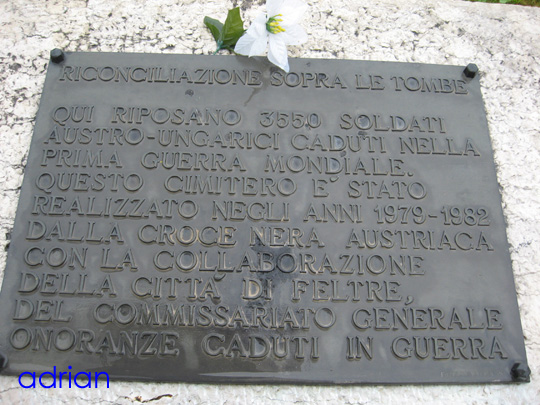 RICONCILIAZIONE SOPRA LE TOMBE
QUI RIPOSANO 3550 SOLDATI
AUSTRO-UNGARICI CADUTI NELLA
PRIMA GUERRA MONDIALE.
QUESTO CIMITERO E' STATO
REALIZZATO NEGLI ANNI 1979-1982
DALLA CROCE NERA AUSTRIACA
CON LA COLLABORAZIONE
DELLA CITTA' DI FELTRE,
DEL COMMISSARIATO GENERALE
ONORANZE CADUTI IN GUERRA
adrian